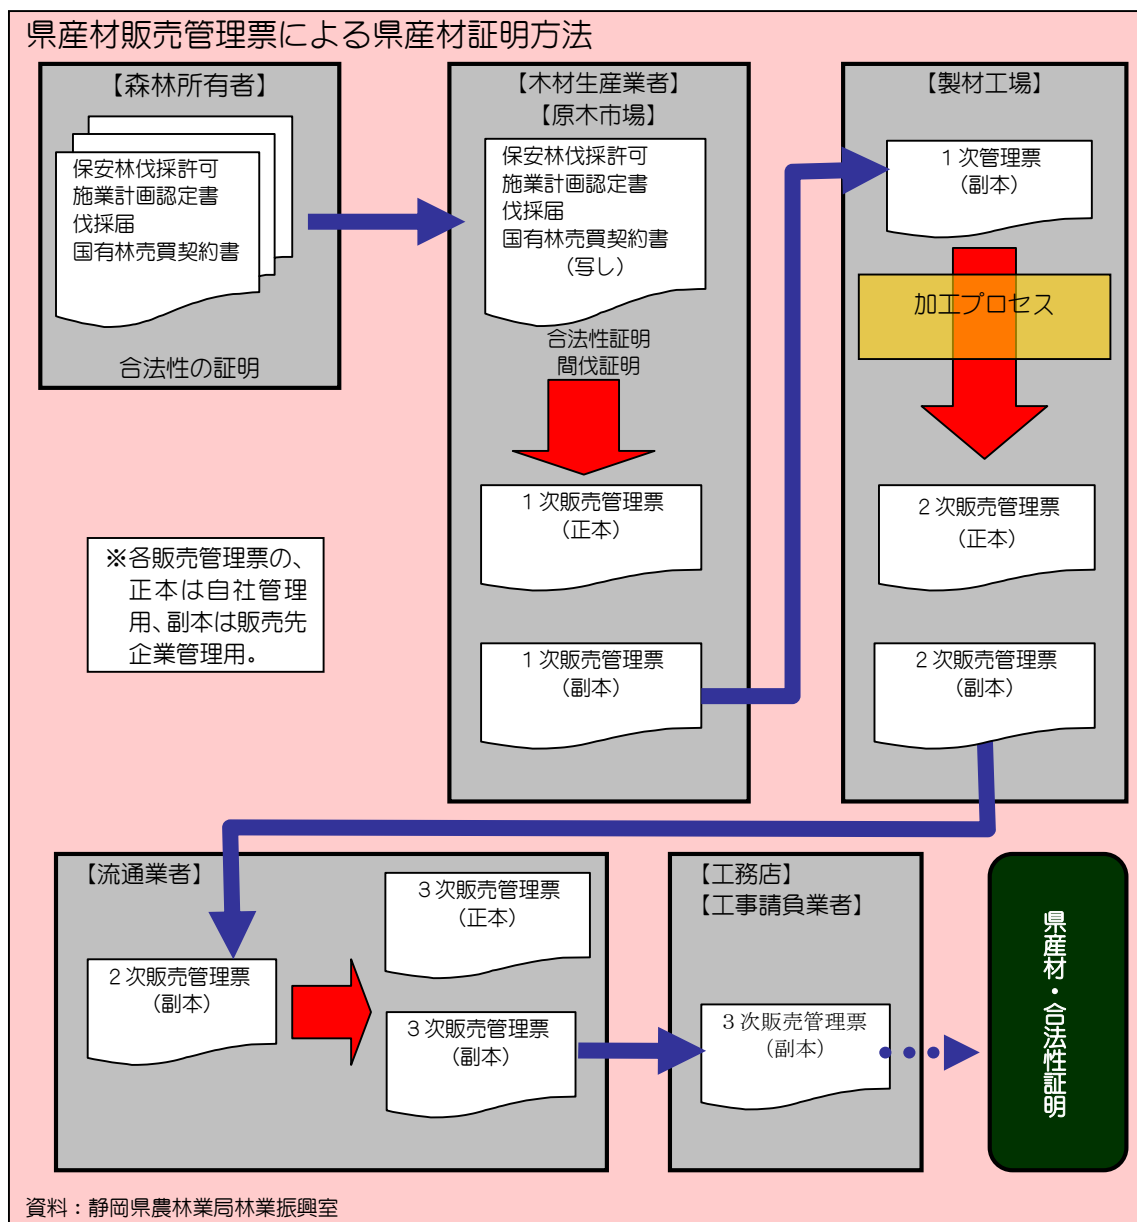 県産材販売管理票による県産材証明方法
【森林所有者】
保安林伐採許可
施業計画認定書
伐採届
国有林売買契約書
合法性の証明
【木材生産業者】
【原木市場】
保安林伐採許可
施業計画認定書
伐採届
国有林売買契約書
(写し)
合法性証明
間伐証明
1次販売管理票
(正本)
1次販売管理票
(副本)
【製材工場】
1次管理票
(副本)
加工プロセス
2次販売管理票
(正本)
2次販売管理票
(副本)
※各販売管理票の、
正本は自社管理
用、副本は販売先
企業管理用。
【流通業者】
2次販売管理票
(副本)
3次販売管理票
(正本)
3次販売管理票
(副本)
【工務店】
【工事請負業者】
3次販売管理票
(副本)
県産材・合法性証明
資料:静岡県農林業局林業振興室